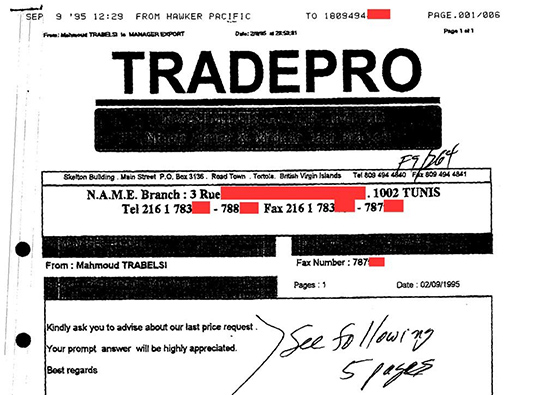 SEP 9 '95 12:29 FROM HAWKER PACIFIC TO 1809494 PAGE.001/006
From: Mahmoud TRABELSI to MANAGER EXPORT Date: 2/9/95 at Page 1 of 1
TRADEPRO
F9/264
Skelton Building . Main Street P.O. Box 3136 . Road Town . Tortola. British Virgin Islands Tel 809 494 4840 Fax 809 494 4841
N.A.M.E. Branch : 3 Rue . 1002 TUNIS
Tel 216 1 783 - 788 Fax 216 1 783 - 787
From : Mahmoud TRABELSI
Fax Number : 787
Pages : 1 Date : 02/09/1995
Kindly ask you to advise about our last price request .
Your prompt answer will be highly appreciated.
Best regards
See following
5 pages